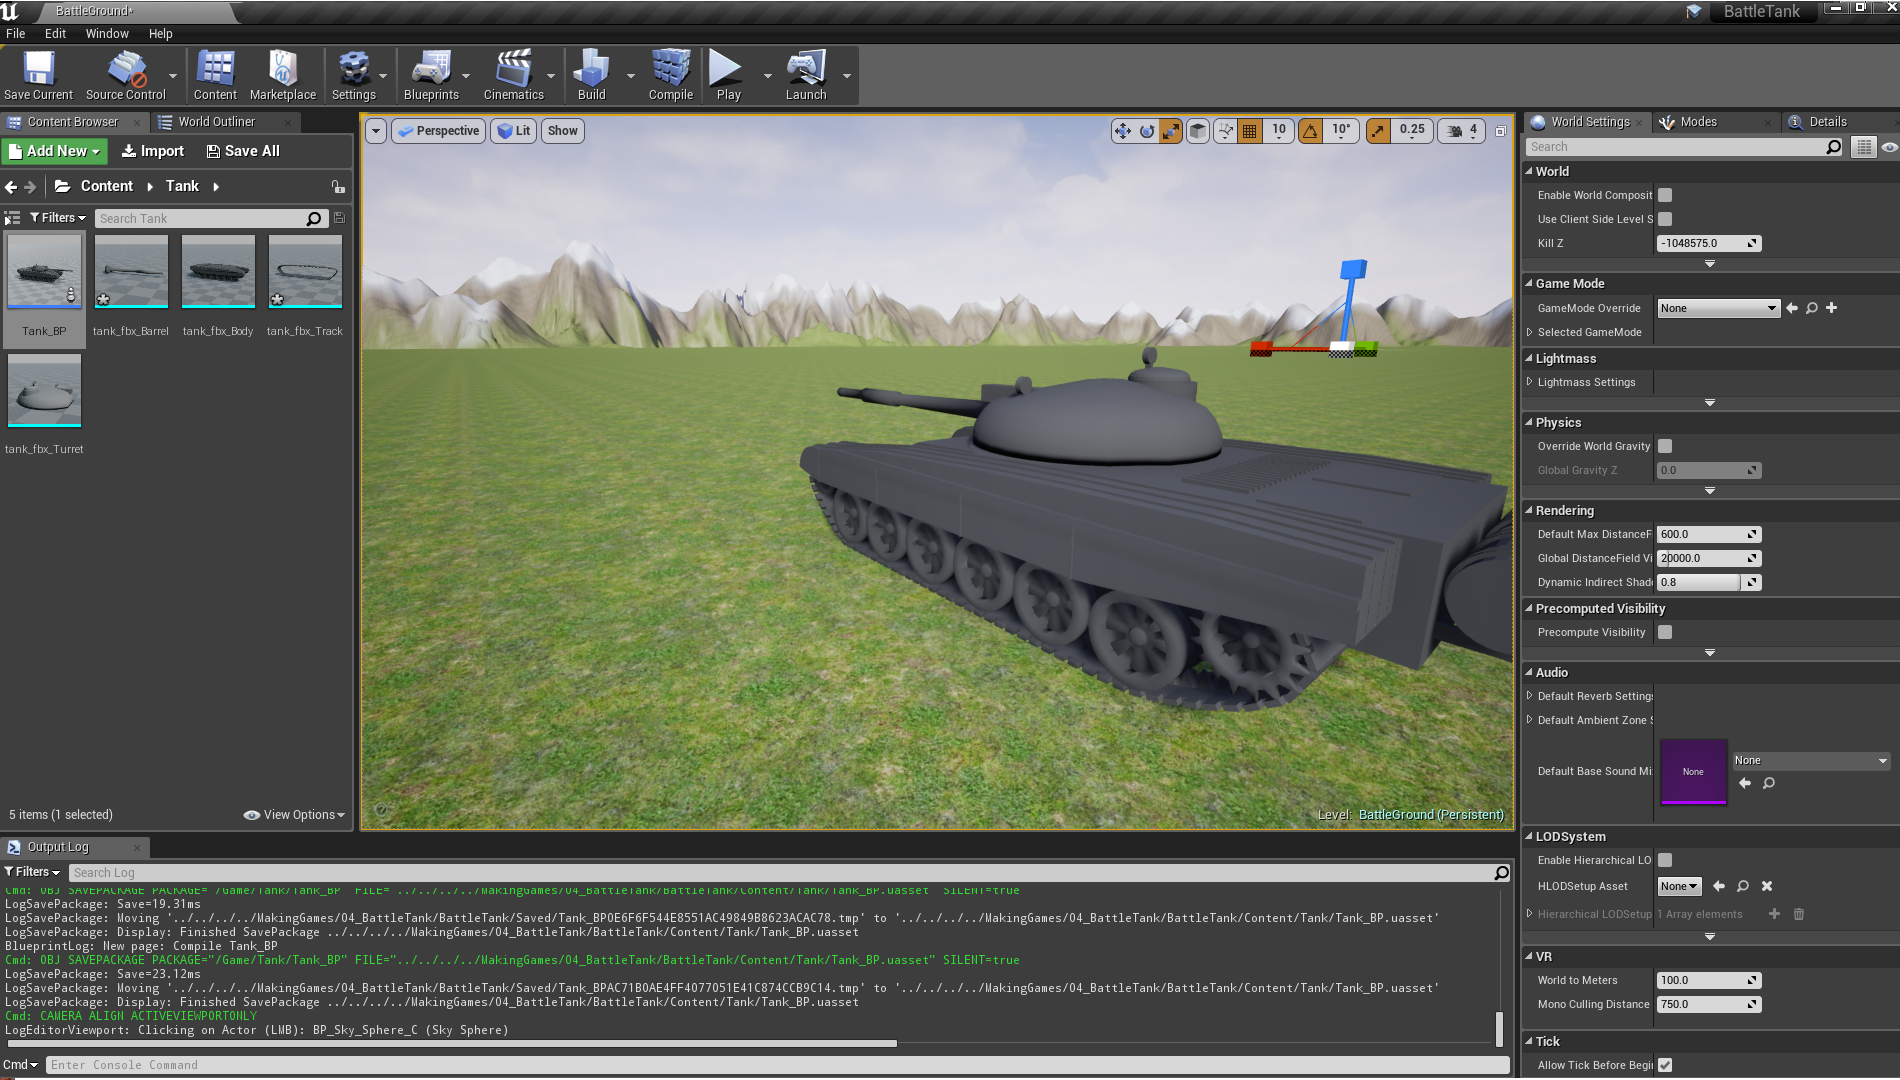 BattleGround*
BattleTank
File Edit Window Help
Save Current
Source Control
Content
Marketplace
Settings
Blueprints
Cinematics
Build
Compile
Play
Launch
Content Browser
World Outliner
Add New
Import
Save All
Content
Tank
Filters
Search Tank
Tank_BP
tank_fbx_Barrel
tank_fbx_Body
tank_fbx_Track
tank_fbx_Turret
5 items (1 selected)
View Options
Perspective
Lit
Show
10
10°
0.25
4
Level: BattleGround (Persistent)
World Settings
Modes
Details
Search
World
Enable World Composit
Use Client Side Level S
Kill Z
-1048575.0
Game Mode
GameMode Override
None
Selected GameMode
Lightmass
Lightmass Settings
Physics
Override World Gravity
Global Gravity Z
0.0
Rendering
Default Max DistanceF
600.0
Global DistanceField Vi
20000.0
Dynamic Indirect Shado
0.8
Precomputed Visibility
Precompute Visibility
Audio
Default Reverb Settings
Default Ambient Zone S
Default Base Sound Mi
None
None
LODSystem
Enable Hierarchical LO
HLODSetup Asset
None
Hierarchical LODSetup
1 Array elements
VR
World to Meters
100.0
Mono Culling Distance
750.0
Tick
Allow Tick Before Begi
Output Log
Filters
Search Log
Cmd: OBJ SAVEPACKAGE PACKAGE="/Game/Tank/Tank_BP" FILE="../../../../MakingGames/04_BattleTank/BattleTank/Content/Tank/Tank_BP.uasset" SILENT=true
LogSavePackage: Save=19.31ms
LogSavePackage: Moving '../../../../MakingGames/04_BattleTank/BattleTank/Saved/Tank_BP0E6F6F544E8551AC49849B8623ACAC78.tmp' to '../../../../MakingGames/04_BattleTank/BattleTank/Content/Tank/Tank_BP.uasset'
LogSavePackage: Display: Finished SavePackage ../../../../MakingGames/04_BattleTank/BattleTank/Content/Tank/Tank_BP.uasset
BlueprintLog: New page: Compile Tank_BP
Cmd: OBJ SAVEPACKAGE PACKAGE="/Game/Tank/Tank_BP" FILE="../../../../MakingGames/04_BattleTank/BattleTank/Content/Tank/Tank_BP.uasset" SILENT=true
LogSavePackage: Save=23.12ms
LogSavePackage: Moving '../../../../MakingGames/04_BattleTank/BattleTank/Saved/Tank_BPAC71B0AE4FF4077051E41C874CCB9C14.tmp' to '../../../../MakingGames/04_BattleTank/BattleTank/Content/Tank/Tank_BP.uasset'
LogSavePackage: Display: Finished SavePackage ../../../../MakingGames/04_BattleTank/BattleTank/Content/Tank/Tank_BP.uasset
Cmd: CAMERA ALIGN ACTIVEVIEWPORTONLY
LogEditorViewport: Clicking on Actor (LMB): BP_Sky_Sphere_C (Sky Sphere)
Cmd
Enter Console Command